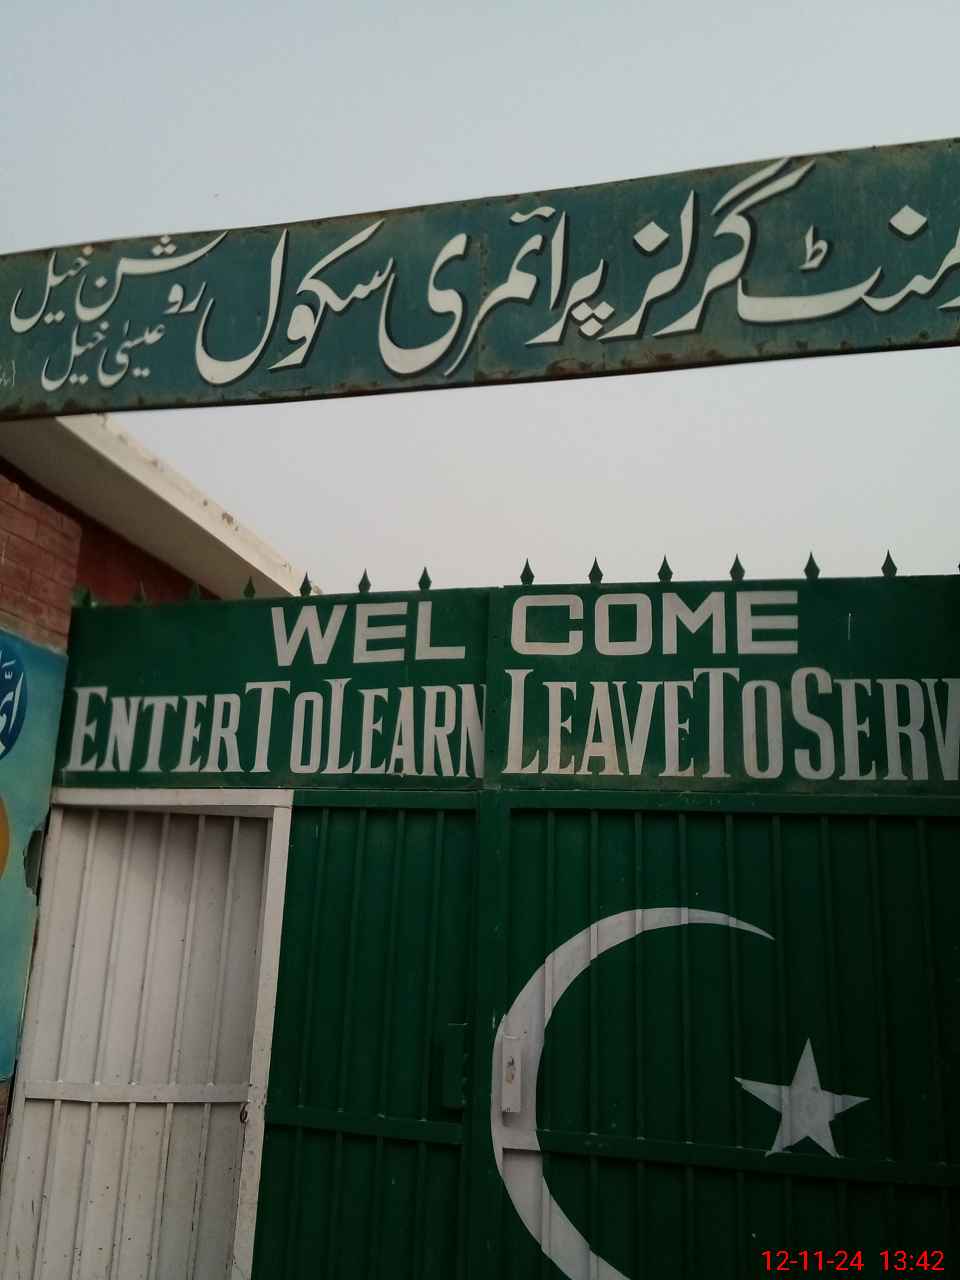 منٹ گرلز پرائمری سکول روشن خیل
عیسیٰ خیل
WEL COME
ENTER TO LEARN LEAVE TO SERV
12-11-24 13:42